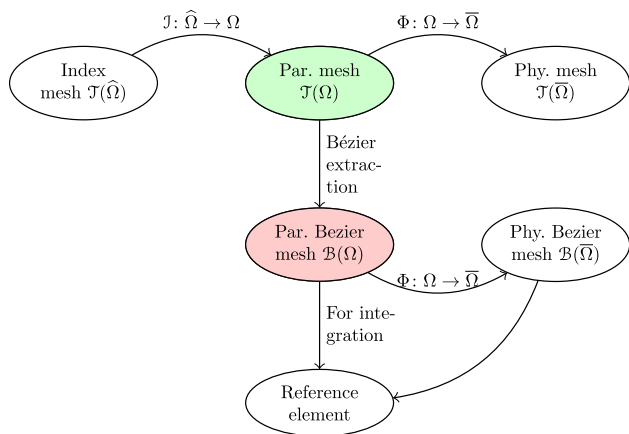 ℐ: Ω̂ → Ω
Φ: Ω → Ω̅
Index
mesh 𝒯(Ω̂)
Par. mesh
𝒯(Ω)
Phy. mesh
𝒯(Ω̅)
Bézier
extrac-
tion
Par. Bezier
mesh ℬ(Ω)
Phy. Bezier
mesh ℬ(Ω̅)
Φ: Ω → Ω̅
For inte-
gration
Reference
element